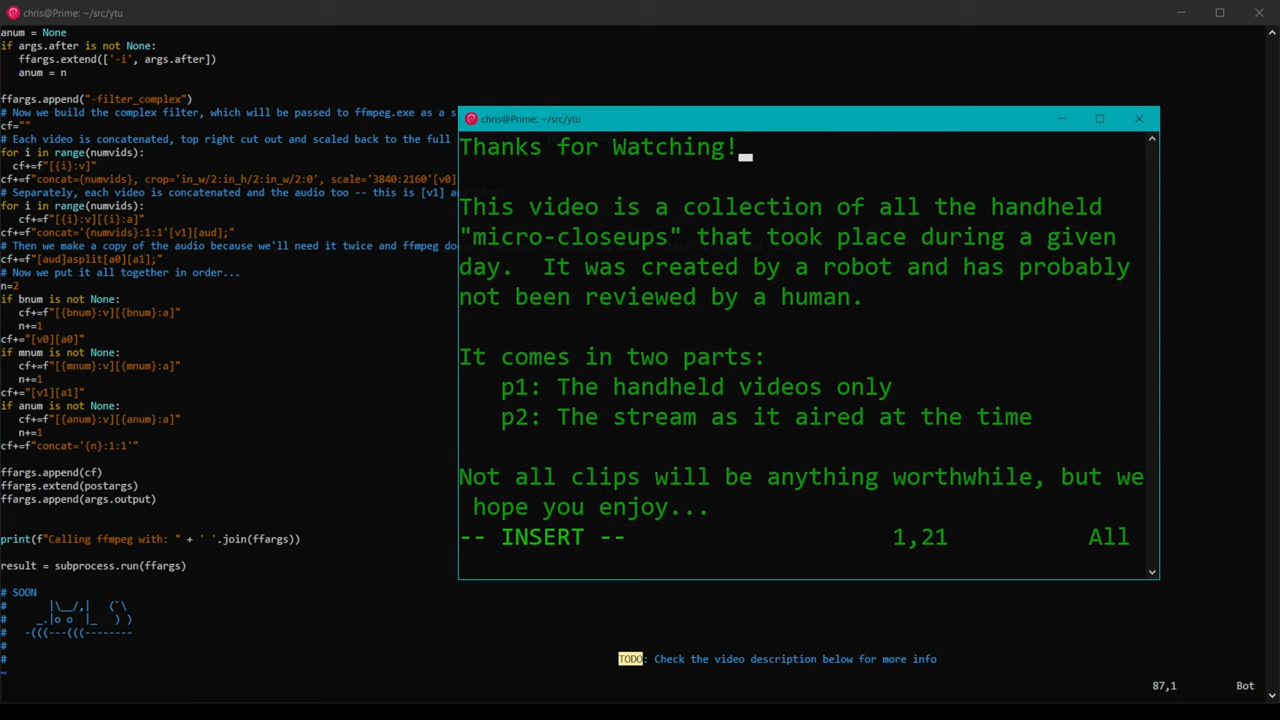 chris@Prime: ~/src/ytu
anum = None
if args.after is not None:
ffargs.extend(['-i', args.after])
anum = n
ffargs.append("-filter_complex")
# Now we build the complex filter, which will be passed to ffmpeg.exe as a s
cf=""
# Each video is concatenated, top right cut out and scaled back to the full
for i in range(numvids):
cf+=f"[{i}:v]"
cf+=f"concat={numvids}, crop='in_w/2:in_h/2:in_w/2:0', scale='3840:2160'[v0]
# Separately, each video is concatenated and the audio too -- this is [v1] a
for i in range(numvids):
cf+=f"[{i}:v][{i}:a]"
cf+=f"concat='{numvids}:1:1'[v1][aud];"
# Then we make a copy of the audio because we'll need it twice and ffmpeg do
cf+=f"[aud]asplit[a0][a1];"
# Now we put it all together in order...
n=2
if bnum is not None:
cf+=f"[{bnum}:v][{bnum}:a]"
n+=1
cf+="[v0][a0]"
if mnum is not None:
cf+=f"[{mnum}:v][{mnum}:a]"
n+=1
cf+="[v1][a1]"
if anum is not None:
cf+=f"[{anum}:v][{anum}:a]"
n+=1
cf+=f"concat='{n}:1:1'"
ffargs.append(cf)
ffargs.extend(postargs)
ffargs.append(args.output)
print(f"Calling ffmpeg with: " + ' '.join(ffargs))
result = subprocess.run(ffargs)
# SOON
#     |\__/,|   (`\
#   _.|o o  |_   ) )
# -(((---(((--------
#
#
~
chris@Prime: ~/src/ytu
Thanks for Watching!
This video is a collection of all the handheld
"micro-closeups" that took place during a given
day.  It was created by a robot and has probably
not been reviewed by a human.
It comes in two parts:
p1: The handheld videos only
p2: The stream as it aired at the time
Not all clips will be anything worthwhile, but we
hope you enjoy...
-- INSERT -- 1,21 All
TODO: Check the video description below for more info
87,1 Bot